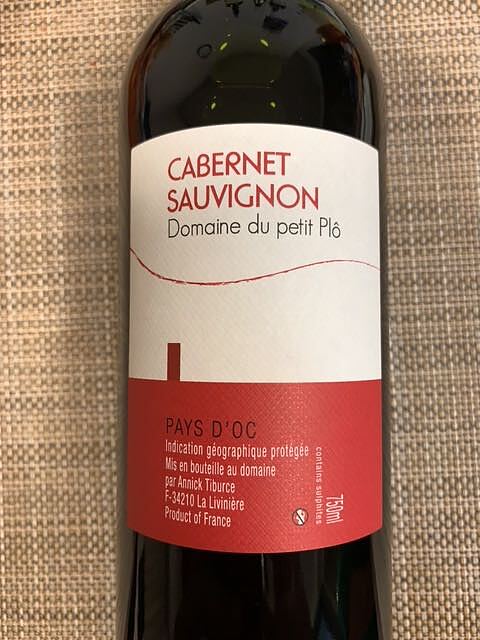 CABERNET
SAUVIGNON
Domaine du petit Plô
PAYS D'OC
Indication géographique protégée
Mis en bouteille au domaine
par Annick Tiburce
F-34210 La Livinière
Product of France
contains sulphites
750ml